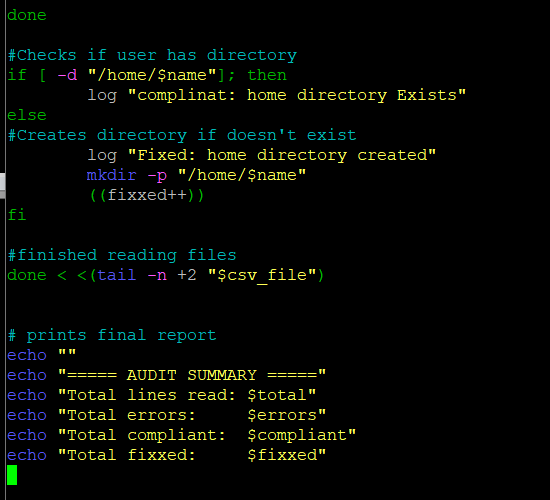 done

#Checks if user has directory
if [ -d "/home/$name"]; then
        log "complinat: home directory Exists"
else
#Creates directory if doesn't exist
        log "Fixed: home directory created"
        mkdir -p "/home/$name"
        ((fixxed++))
fi

#finished reading files
done < <(tail -n +2 "$csv_file")


# prints final report
echo ""
echo "===== AUDIT SUMMARY ====="
echo "Total lines read: $total"
echo "Total errors:     $errors"
echo "Total compliant:  $compliant"
echo "Total fixxed:     $fixxed"